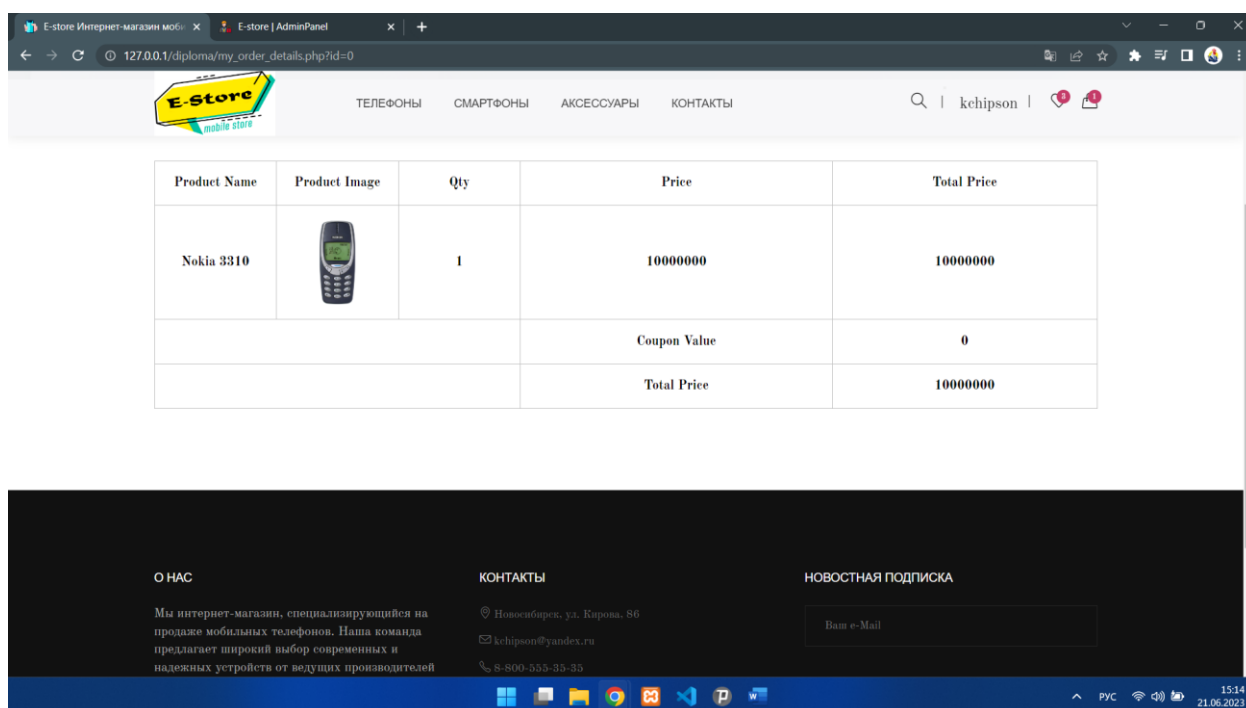 E-store Интернет-магазин моби
E-store | AdminPanel
127.0.0.1/diploma/my_order_details.php?id=0
E-Store
mobile store
ТЕЛЕФОНЫ СМАРТФОНЫ АКСЕССУАРЫ КОНТАКТЫ
kchipson
Product Name Product Image Qty Price Total Price
Nokia 3310 1 10000000 10000000
Coupon Value 0
Total Price 10000000
О НАС
Мы интернет-магазин, специализирующийся на
продаже мобильных телефонов. Наша команда
предлагает широкий выбор современных и
надежных устройств от ведущих производителей
КОНТАКТЫ
Новосибирск, ул. Кирова, 86
kchipson@yandex.ru
8-800-555-35-35
НОВОСТНАЯ ПОДПИСКА
Ваш e-Mail
РУС
15:14
21.06.2023